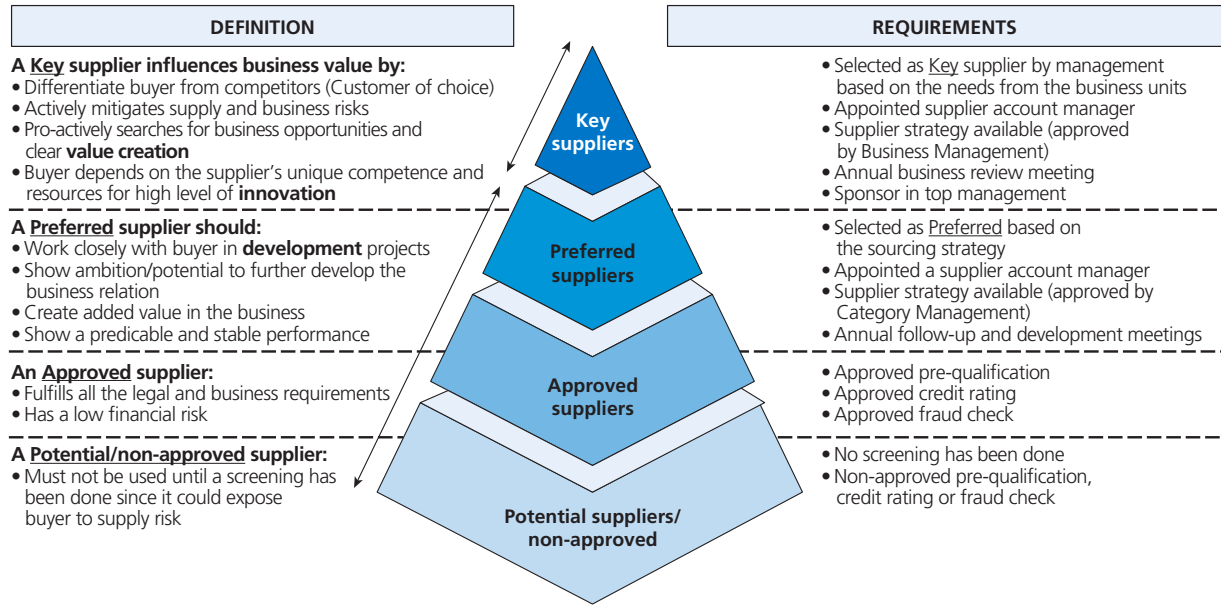 DEFINITION
A Key supplier influences business value by:
• Differentiate buyer from competitors (Customer of choice)
• Actively mitigates supply and business risks
• Pro-actively searches for business opportunities and
clear value creation
• Buyer depends on the supplier's unique competence and
resources for high level of innovation
A Preferred supplier should:
• Work closely with buyer in development projects
• Show ambition/potential to further develop the
business relation
• Create added value in the business
• Show a predicable and stable performance
An Approved supplier:
• Fulfills all the legal and business requirements
• Has a low financial risk
A Potential/non-approved supplier:
• Must not be used until a screening has
been done since it could expose
buyer to supply risk
Key
suppliers
Preferred
suppliers
Approved
suppliers
Potential suppliers/
non-approved
REQUIREMENTS
• Selected as Key supplier by management
based on the needs from the business units
• Appointed supplier account manager
• Supplier strategy available (approved
by Business Management)
• Annual business review meeting
• Sponsor in top management
• Selected as Preferred based on
the sourcing strategy
• Appointed a supplier account manager
• Supplier strategy available (approved by
Category Management)
• Annual follow-up and development meetings
• Approved pre-qualification
• Approved credit rating
• Approved fraud check
• No screening has been done
• Non-approved pre-qualification,
credit rating or fraud check